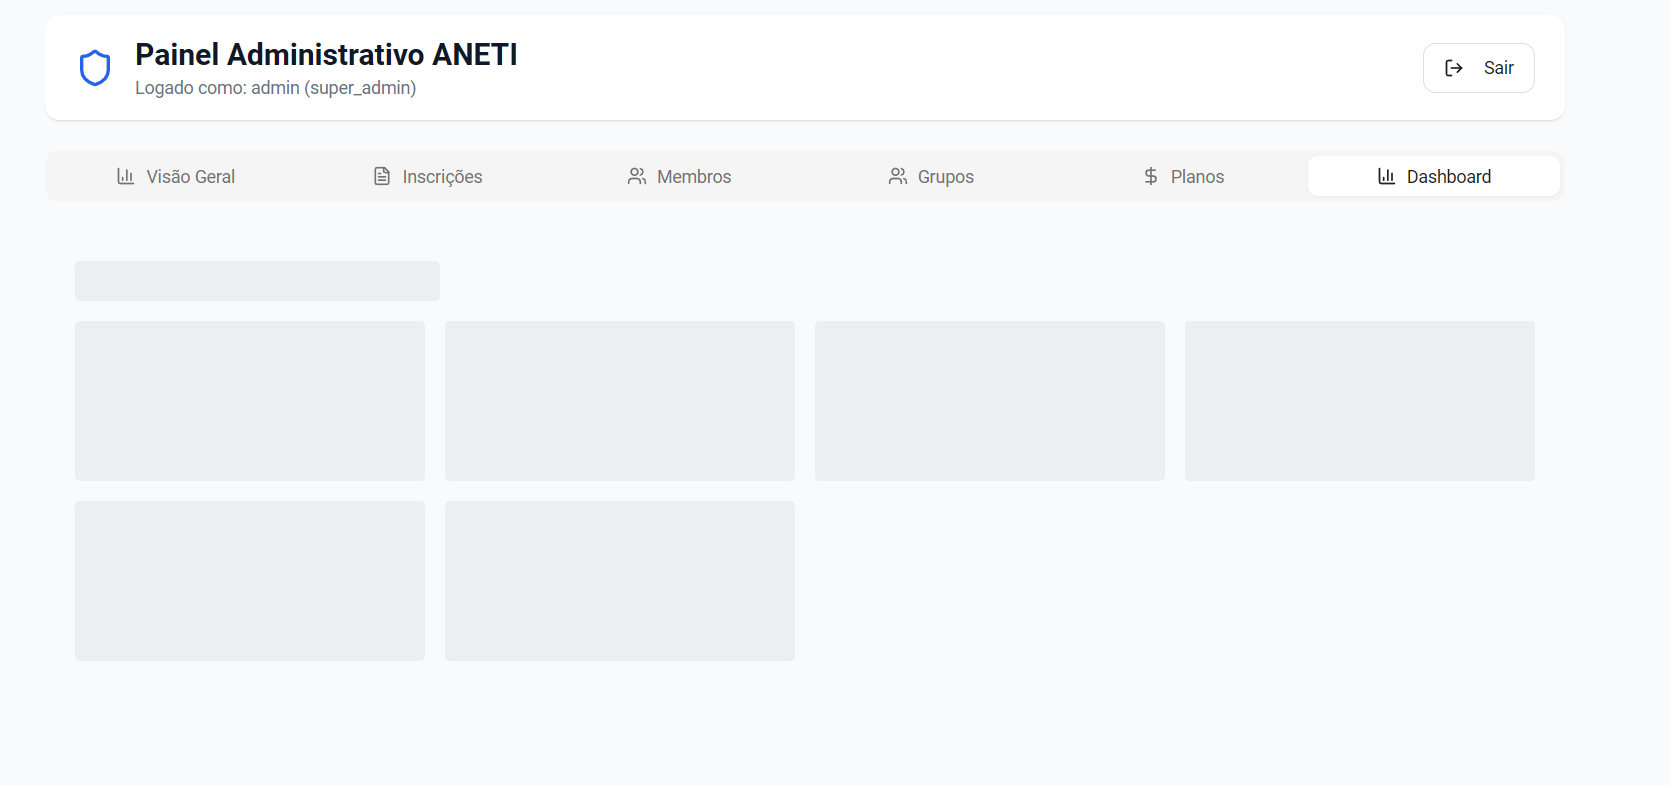 Painel Administrativo ANETI
Logado como: admin (super_admin)
Sair
Visão Geral
Inscrições
Membros
Grupos
Planos
Dashboard